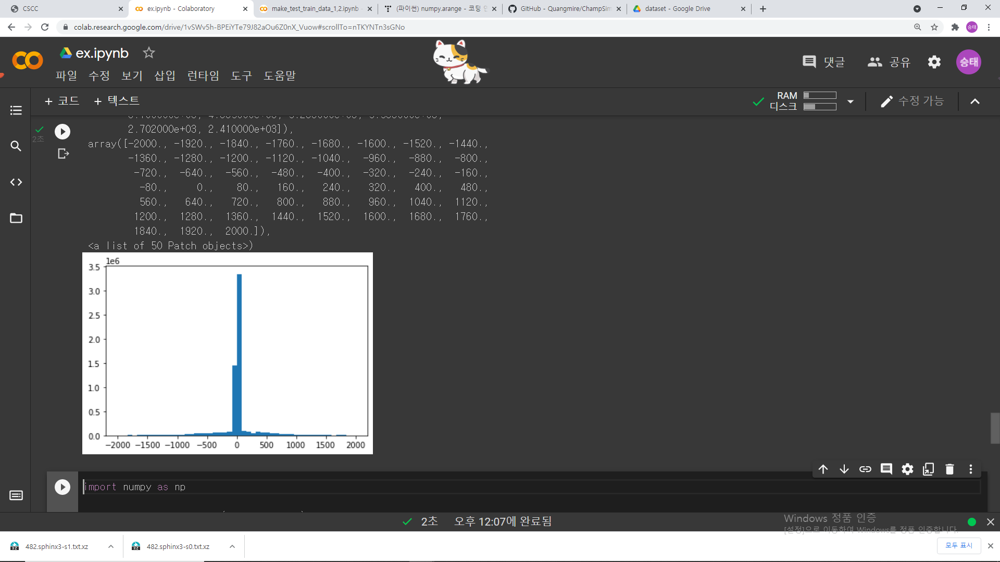 CSCC
ex.ipynb - Colaboratory
make_test_train_data_1,2.ipynb
(파이썬) numpy.arange - 코딩
GitHub - Quangmire/ChampSim
dataset - Google Drive
colab.research.google.com/drive/1vSWv5h-BPEiYTe79J82aOu6Z0nX_Vuow#scrollTo=nTKYNTn3sGNo
승태
ex.ipynb
파일 수정 보기 삽입 런타임 도구 도움말
댓글 공유 승태
+ 코드 + 텍스트
RAM
디스크
수정 가능
2초
2.702000e+03, 2.410000e+03]),
array([-2000., -1920., -1840., -1760., -1680., -1600., -1520., -1440.,
-1360., -1280., -1200., -1120., -1040., -960., -880., -800.,
-720., -640., -560., -480., -400., -320., -240., -160.,
-80., 0., 80., 160., 240., 320., 400., 480.,
560., 640., 720., 800., 880., 960., 1040., 1120.,
1200., 1280., 1360., 1440., 1520., 1600., 1680., 1760.,
1840., 1920., 2000.]),
<a list of 50 Patch objects>)
1e6
3.5
3.0
2.5
2.0
1.5
1.0
0.5
0.0
−2000 −1500 −1000 −500 0 500 1000 1500 2000
import numpy as np
2초 오후 12:07에 완료됨
Windows 정품 인증
[설정]으로 이동하여 Windows를 정품 인증합니다.
482.sphinx3-s1.txt.xz
482.sphinx3-s0.txt.xz
모두 표시